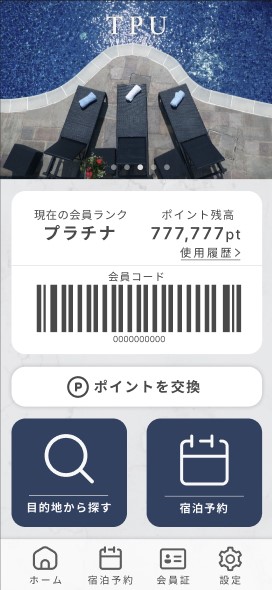 TPU
現在の会員ランク
プラチナ
ポイント残高
777,777pt
使用履歴
会員コード
0000000000
ポイントを交換
目的地から探す
宿泊予約
ホーム
宿泊予約
会員証
設定